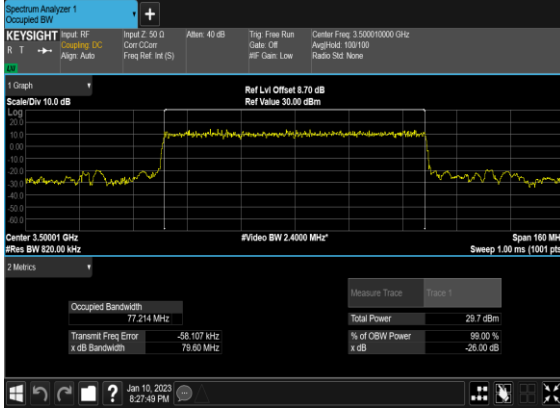 Spectrum Analyzer 1
Occupied BW
+
KEYSIGHT Input: RF Input Z: 50 Ω Atten: 40 dB Trig: Free Run Center Freq: 3.500010000 GHz
R T Coupling: DC Corr CCorr Gate: Off Avg|Hold: 100/100
Align: Auto Freq Ref: Int (S) #IF Gain: Low Radio Std: None
LXI
1 Graph
Ref Lvl Offset 8.70 dB
Scale/Div 10.0 dB Ref Value 30.00 dBm
Log
20.0
10.0
0.00
-10.0
-20.0
-30.0
-40.0
-50.0
-60.0
Center 3.50001 GHz #Video BW 2.4000 MHz* Span 160 MH
#Res BW 820.00 kHz Sweep 1.00 ms (1001 pts
2 Metrics
Measure Trace Trace 1
Occupied Bandwidth
77.214 MHz
Total Power 29.7 dBm
Transmit Freq Error -58.107 kHz % of OBW Power 99.00 %
x dB Bandwidth 79.60 MHz x dB -26.00 dB
? Jan 10, 2023
8:27:49 PM